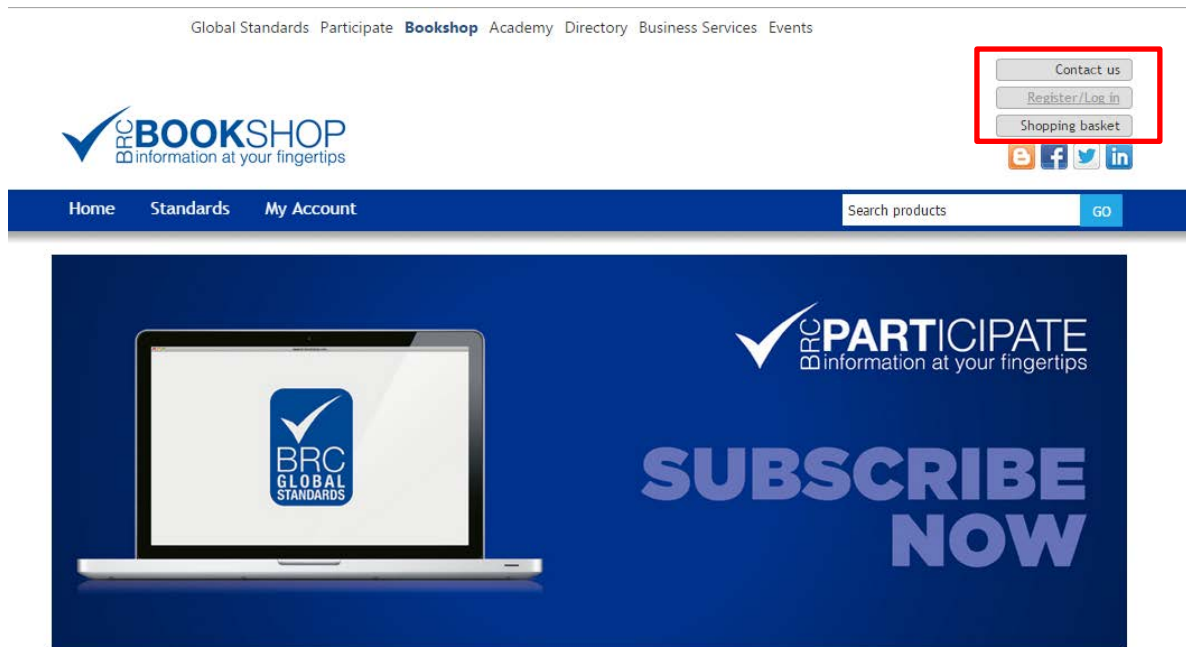 Global Standards Participate Bookshop Academy Directory Business Services Events
Contact us
Register/Log in
Shopping basket
BRC BOOKSHOP
information at your fingertips
Home Standards My Account
Search products GO
BRC PARTICIPATE
information at your fingertips
BRC
GLOBAL
STANDARDS
SUBSCRIBE
NOW